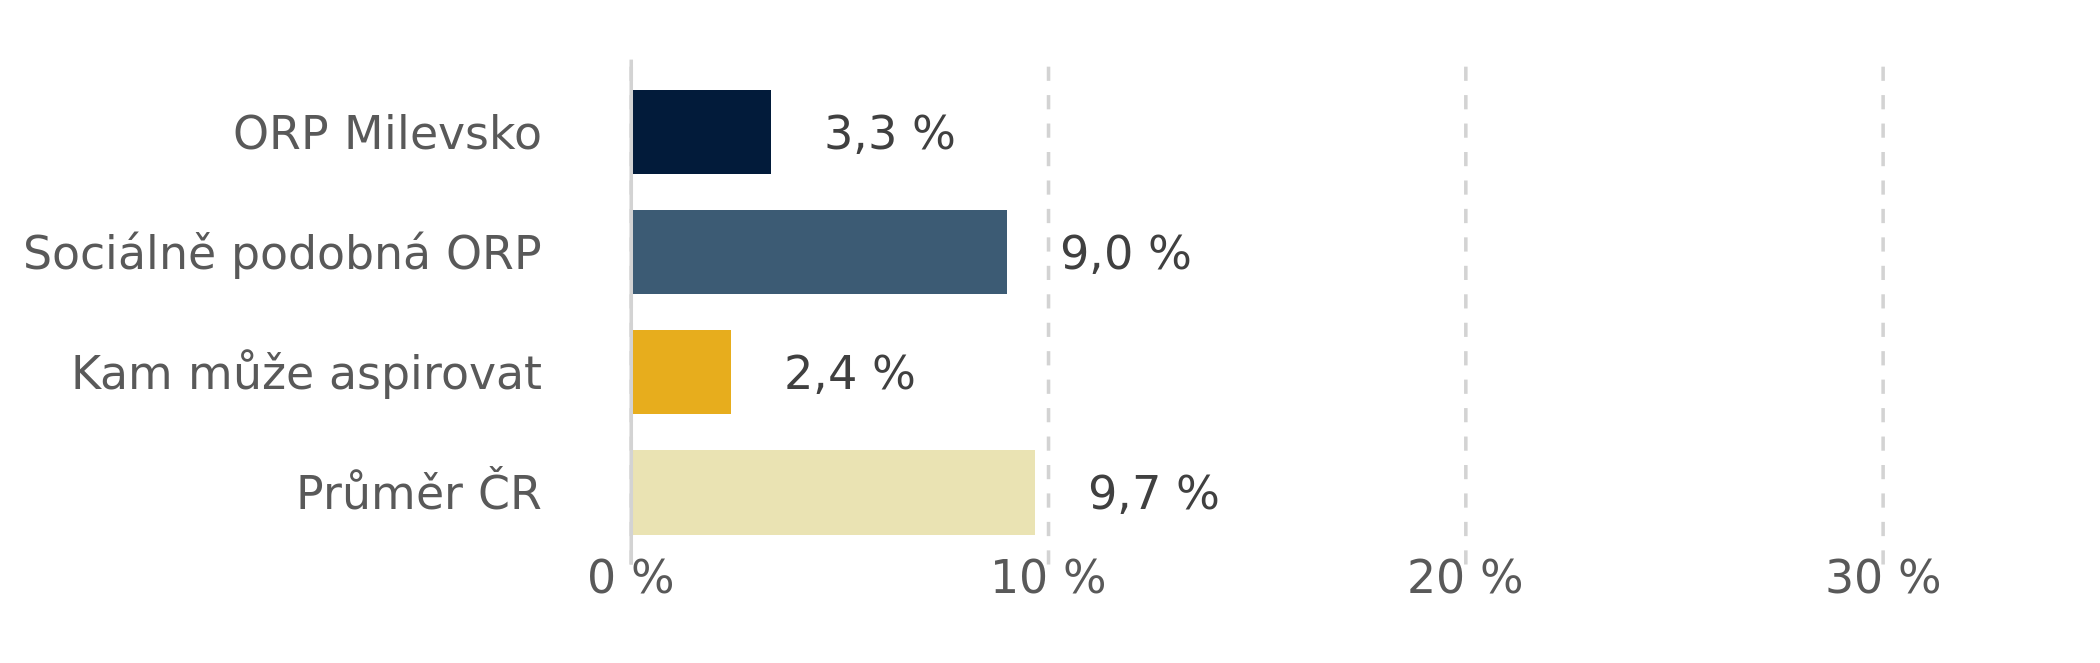 ORP Milevsko 3,3 %
Sociálně podobná ORP 9,0 %
Kam může aspirovat 2,4 %
Průměr ČR 9,7 %
0 % 10 % 20 % 30 %